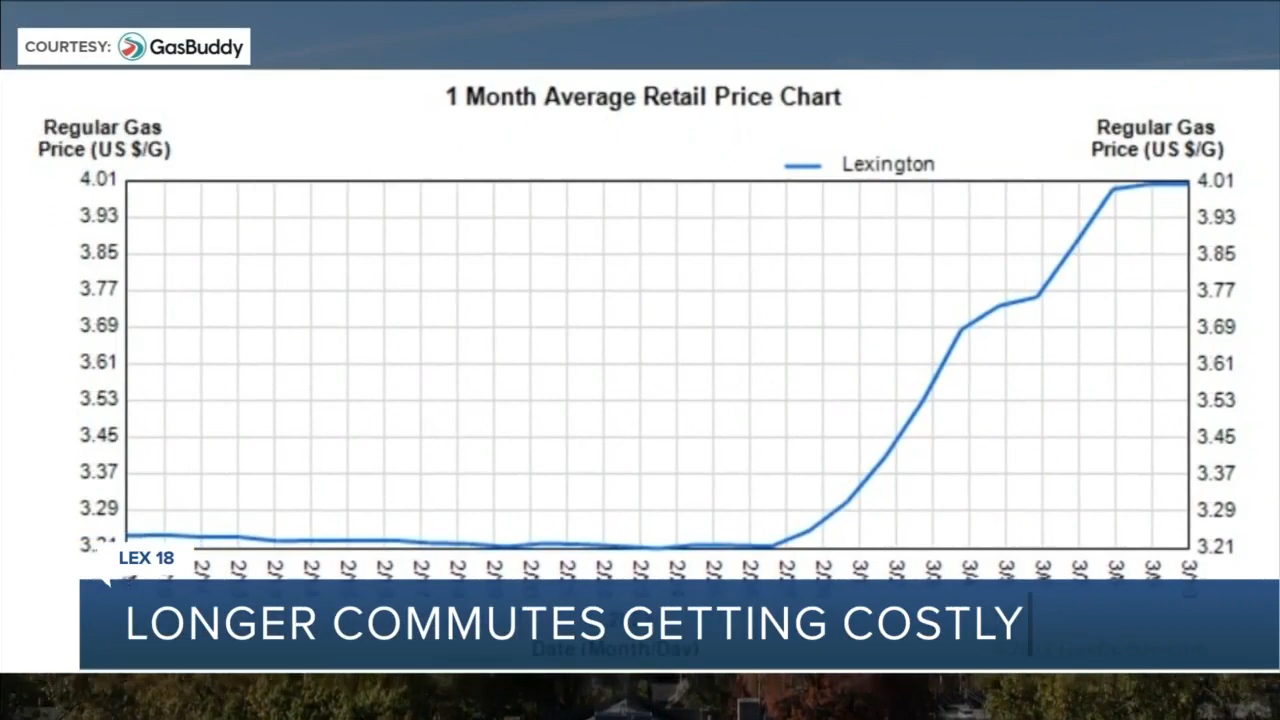 COURTESY: GasBuddy
1 Month Average Retail Price Chart
Regular Gas
Price (US $/G)
Regular Gas
Price (US $/G)
Lexington
4.01
3.93
3.85
3.77
3.69
3.61
3.53
3.45
3.37
3.29
4.01
3.93
3.85
3.77
3.69
3.61
3.53
3.45
3.37
3.29
3.21
LEX 18
LONGER COMMUTES GETTING COSTLY
Date (Month/Day)